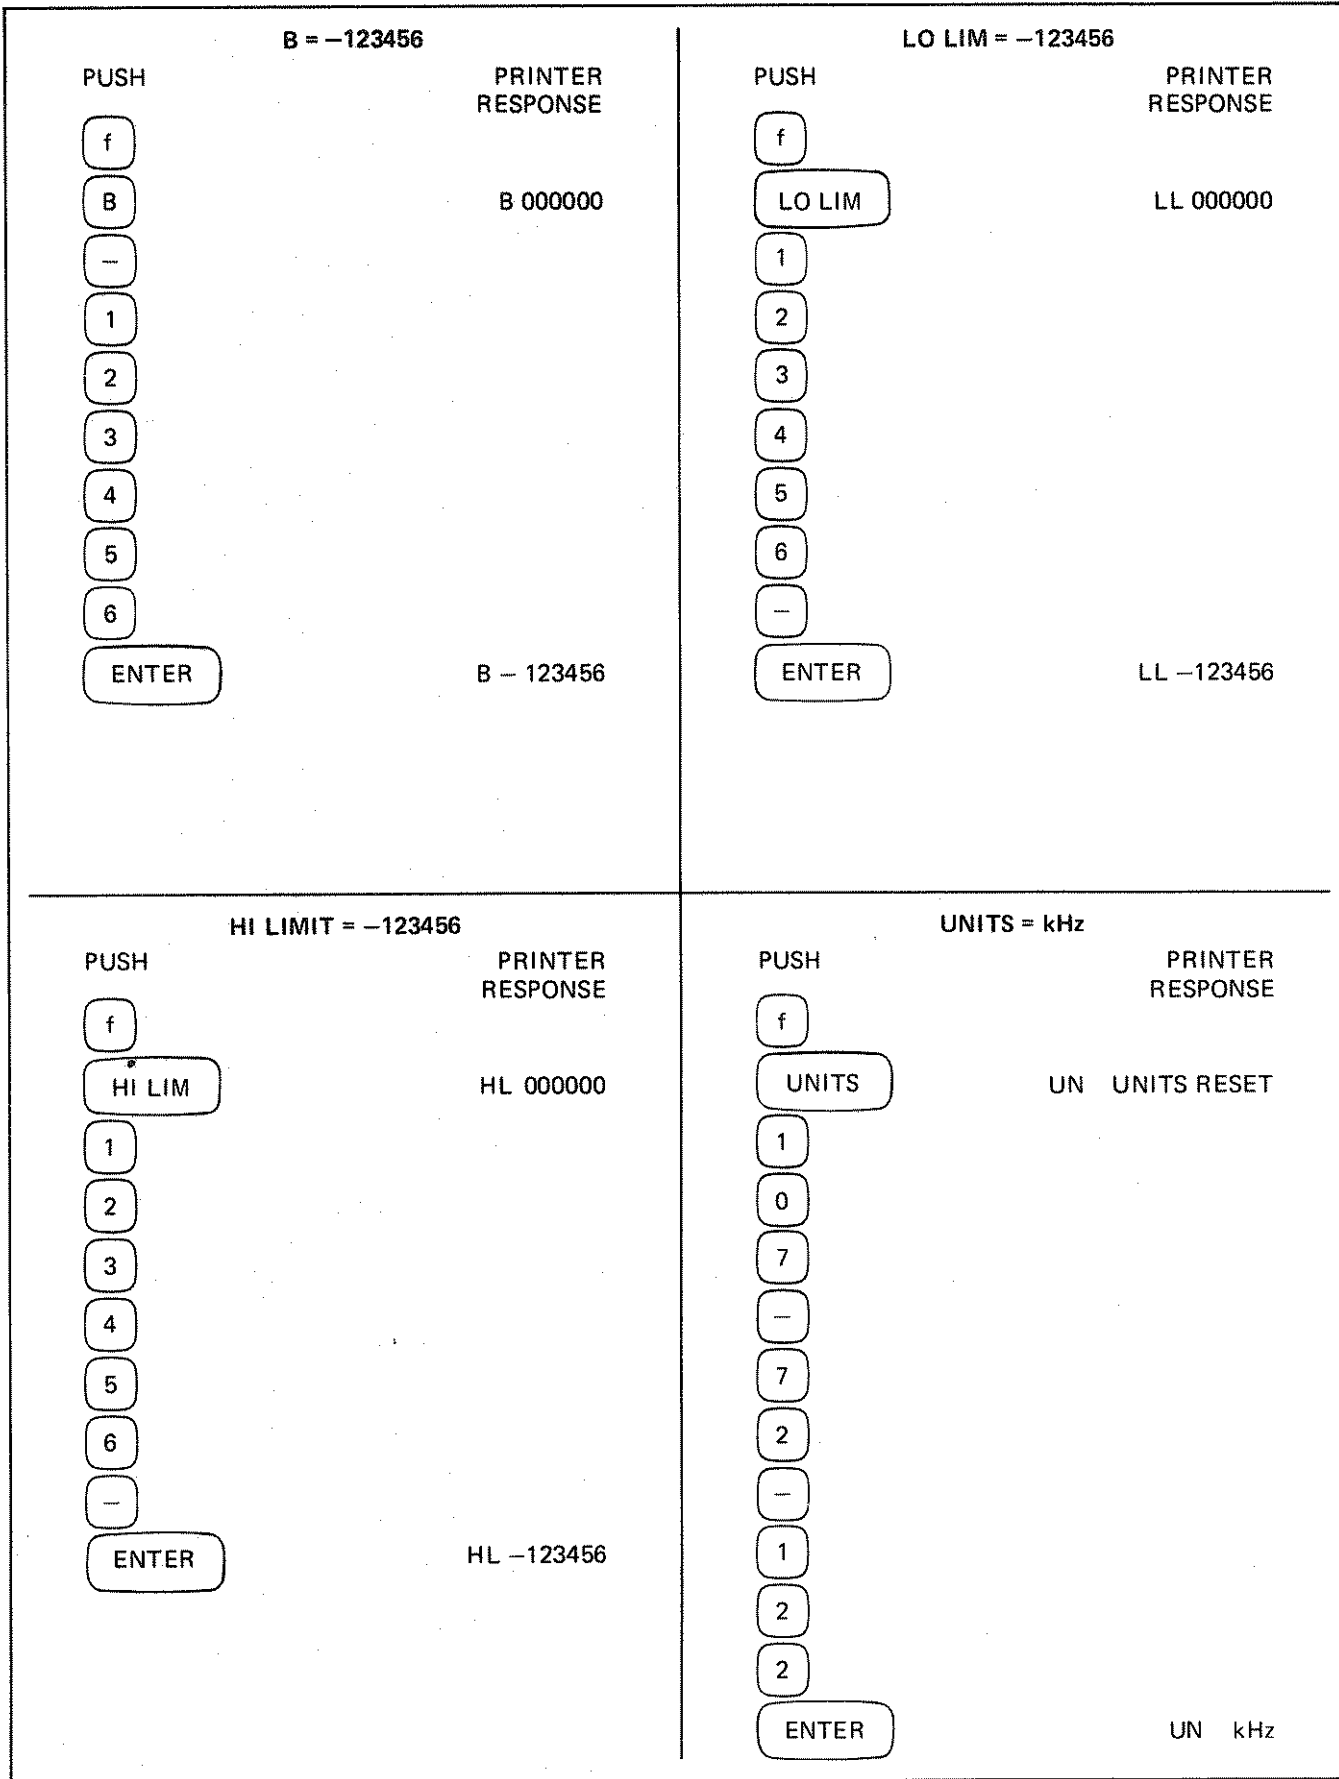 B = −123456
PUSH PRINTER
RESPONSE
f
B B 000000
−
1
2
3
4
5
6
ENTER B − 123456
LO LIM = −123456
PUSH PRINTER
RESPONSE
f
LO LIM LL 000000
1
2
3
4
5
6
−
ENTER LL −123456
HI LIMIT = −123456
PUSH PRINTER
RESPONSE
f
HI LIM HL 000000
1
2
3
4
5
6
−
ENTER HL −123456
UNITS = kHz
PUSH PRINTER
RESPONSE
f
UNITS UN UNITS RESET
1
0
7
−
7
2
−
1
2
2
ENTER UN kHz